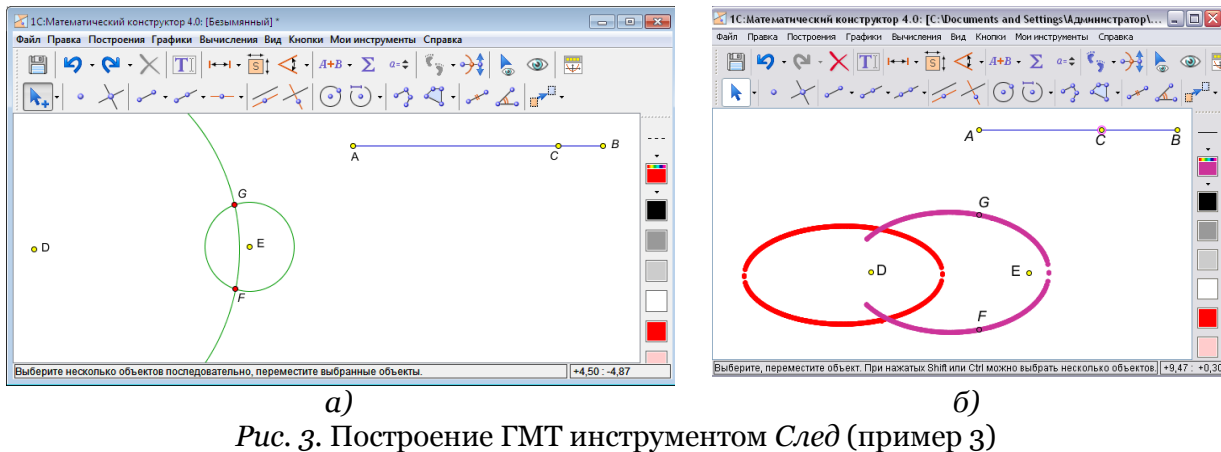 1С:Математический конструктор 4.0: [Безымянный] *
Файл Правка Построения Графики Вычисления Вид Кнопки Мои инструменты Справка
T
S
A+B
Σ
a=
G
E
F
D
A
C
B
Выберите несколько объектов последовательно, переместите выбранные объекты.
+4,50 : -4,87
1С:Математический конструктор 4.0: [C:\Documents and Settings\Администратор\...
Файл Правка Построения Графики Вычисления Вид Кнопки Мои инструменты Справка
T
S
A+B
Σ
a=
A
C
B
G
D
E
F
Выберите, переместите объект. При нажатых Shift или Ctrl можно выбрать несколько объектов.
+9,47 : +0,30
а)
б)
Рис. 3. Построение ГМТ инструментом След (пример 3)